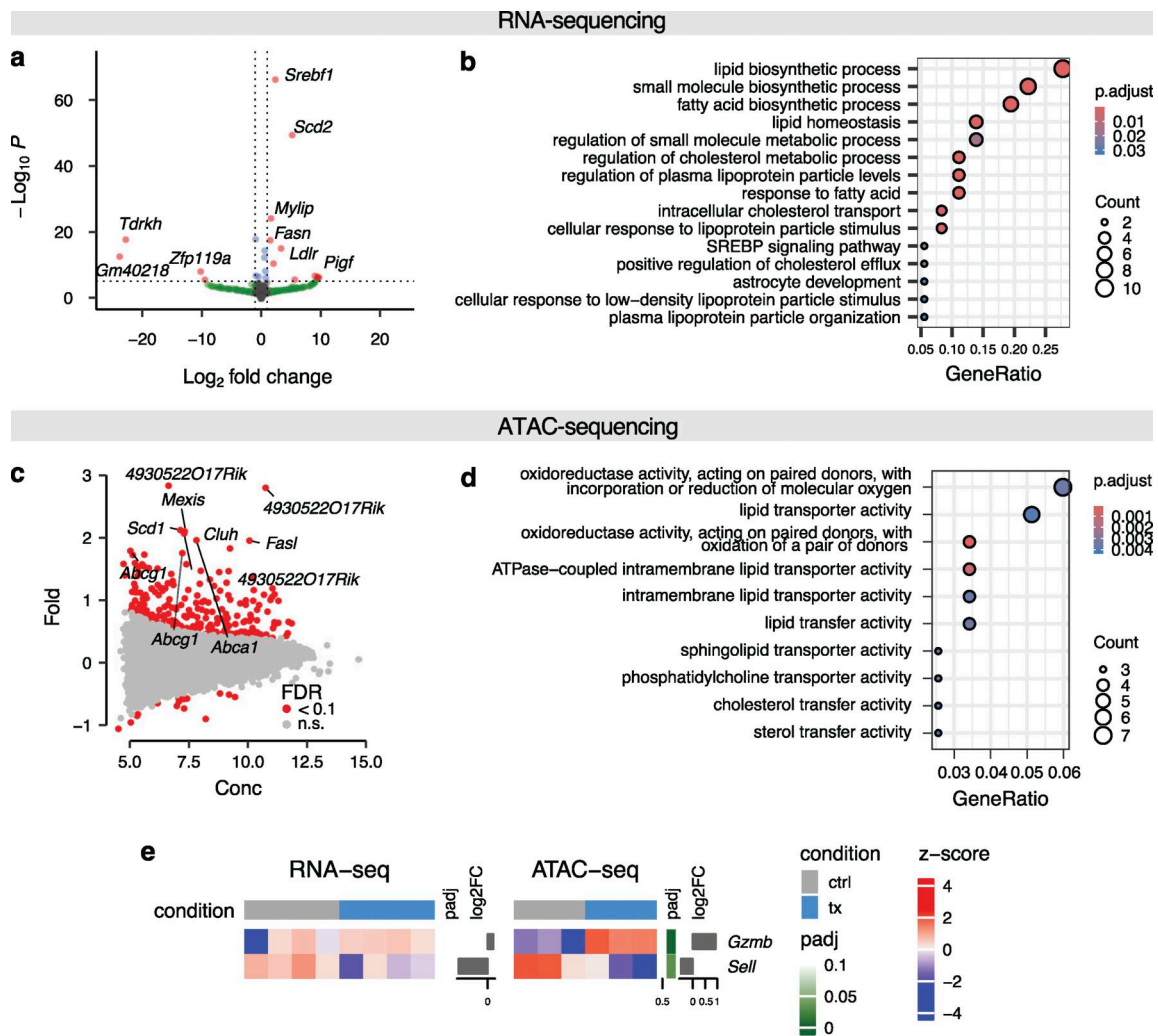 RNA-sequencing
a
Srebf1
60
Scd2
40
− Log10 P
Mylip
20
Tdrkh
Fasn
Zfp119a
Ldlr
Pigf
Gm40218
0
−20
−10
0
10
20
Log2 fold change
b
lipid biosynthetic process
small molecule biosynthetic process
fatty acid biosynthetic process
lipid homeostasis
regulation of small molecule metabolic process
regulation of cholesterol metabolic process
regulation of plasma lipoprotein particle levels
response to fatty acid
intracellular cholesterol transport
cellular response to lipoprotein particle stimulus
SREBP signaling pathway
positive regulation of cholesterol efflux
astrocyte development
cellular response to low−density lipoprotein particle stimulus
plasma lipoprotein particle organization
0.05 0.10 0.15 0.20 0.25
GeneRatio
p.adjust
0.01
0.02
0.03
Count
2
4
6
8
10
ATAC-sequencing
c
3
4930522O17Rik
Mexis
4930522O17Rik
Scd1
Cluh
2
Fasl
Abcg1
4930522O17Rik
1
Fold
Abcg1
Abca1
0
FDR
< 0.1
n.s.
−1
5.0
7.5
10.0
12.5
15.0
Conc
d
oxidoreductase activity, acting on paired donors, with
incorporation or reduction of molecular oxygen
lipid transporter activity
oxidoreductase activity, acting on paired donors, with
oxidation of a pair of donors
ATPase−coupled intramembrane lipid transporter activity
intramembrane lipid transporter activity
lipid transfer activity
sphingolipid transporter activity
phosphatidylcholine transporter activity
cholesterol transfer activity
sterol transfer activity
0.03 0.04 0.05 0.06
GeneRatio
p.adjust
0.001
0.002
0.003
0.004
Count
3
4
5
6
7
e
RNA−seq
padj
log2FC
ATAC−seq
padj
log2FC
condition
Gzmb
Sell
0
0.5
0 0.51
condition
ctrl
tx
padj
0.1
0.05
0
z−score
4
2
0
−2
−4